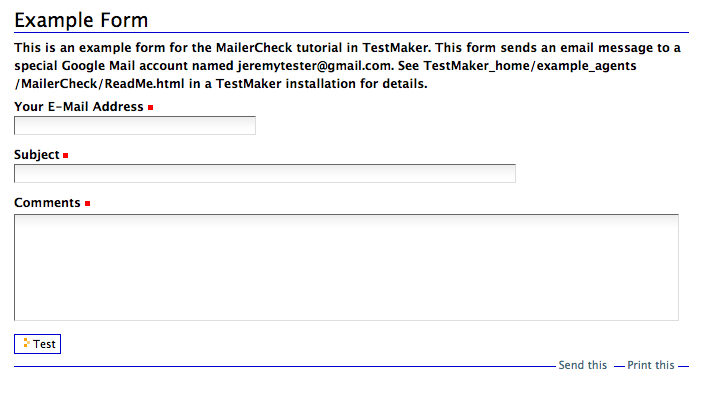 Example Form
This is an example form for the MailerCheck tutorial in TestMaker. This form sends an email message to a
special Google Mail account named jeremytester@gmail.com. See TestMaker_home/example_agents
/MailerCheck/ReadMe.html in a TestMaker installation for details.
Your E-Mail Address
Subject
Comments
Test
Send this Print this